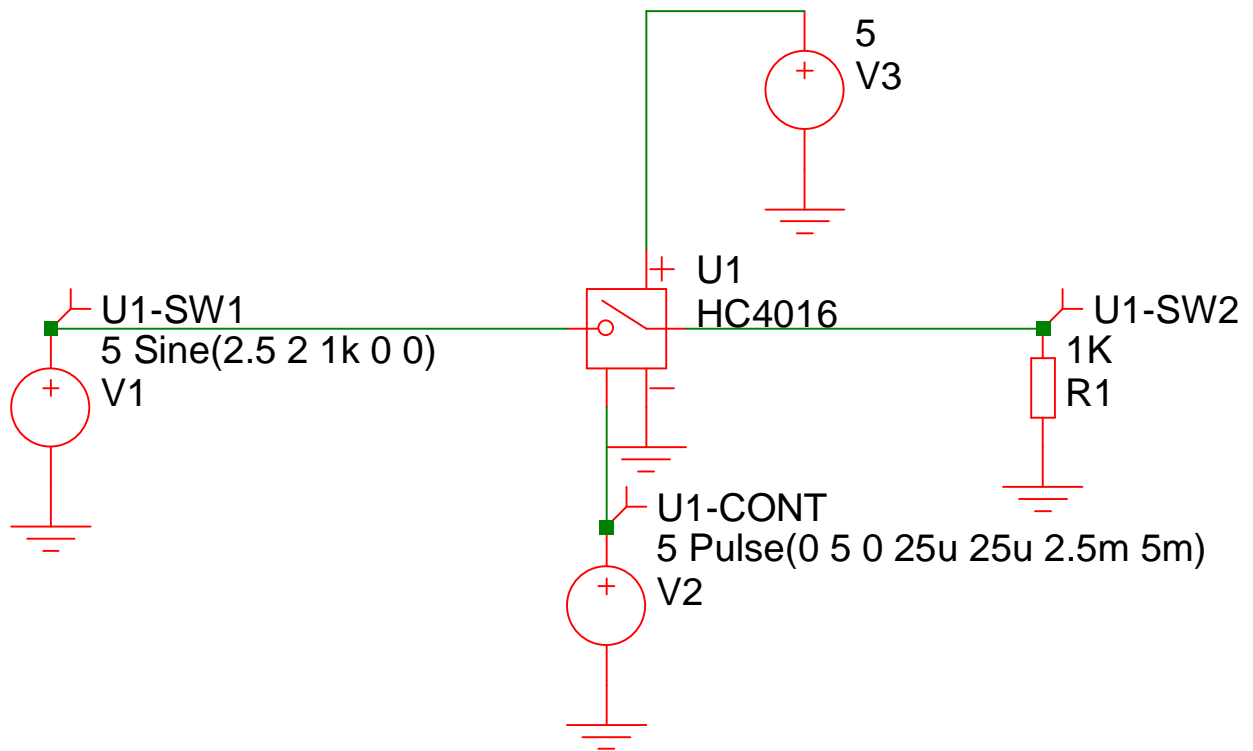 5
V3
U1
HC4016
U1-SW1
5 Sine(2.5 2 1k 0 0)
V1
U1-SW2
1K
R1
U1-CONT
5 Pulse(0 5 0 25u 25u 2.5m 5m)
V2